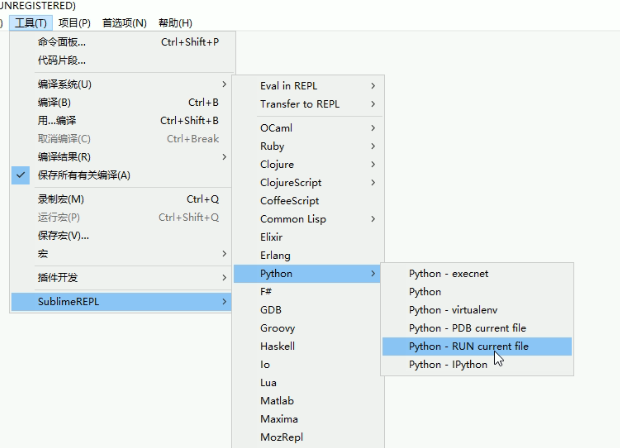 UNREGISTERED)
) 工具(T) 项目(P) 首选项(N) 帮助(H)
命令面板... Ctrl+Shift+P
代码片段...
编译系统(U)
编译(B) Ctrl+B
用...编译 Ctrl+Shift+B
取消编译(C) Ctrl+Break
编译结果(R)
保存所有有关编译(A)
录制宏(M) Ctrl+Q
运行宏(P) Ctrl+Shift+Q
保存宏(V)...
宏
插件开发
SublimeREPL
Eval in REPL
Transfer to REPL
OCaml
Ruby
Clojure
ClojureScript
CoffeeScript
Common Lisp
Elixir
Erlang
Python
F#
GDB
Groovy
Haskell
Io
Lua
Matlab
Maxima
MozRepl
Python - execnet
Python
Python - virtualenv
Python - PDB current file
Python - RUN current file
Python - IPython